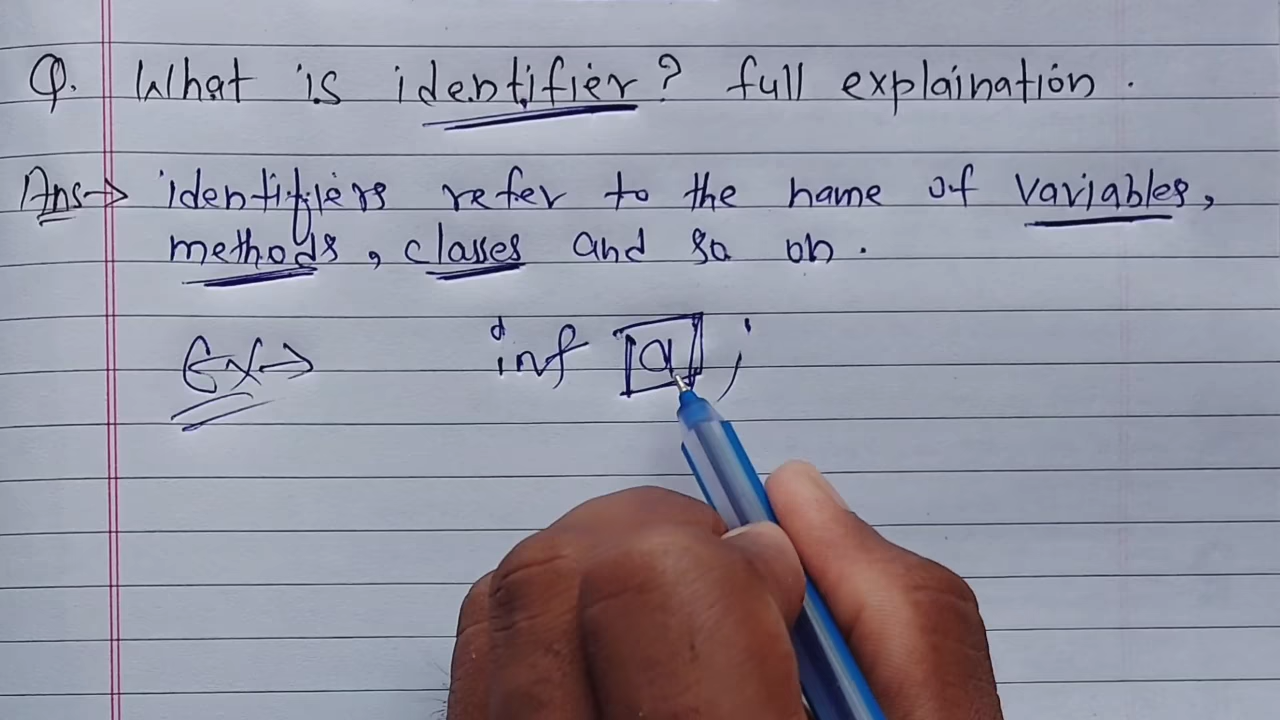 Q. What is identifier? full explaination.
Ans→ identifiers refer to the name of variables,
methods, classes and so on.
Ex→ int a;